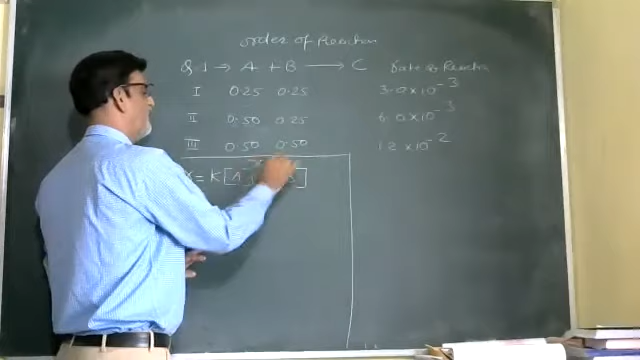 order of Reaction
Q.1 → A + B ⟶ C Rate of Reaction
I 0.25 0.25 3.0×10⁻³
II 0.50 0.25 6.0×10⁻³
III 0.50 0.50 1.2×10⁻²
= K [A]